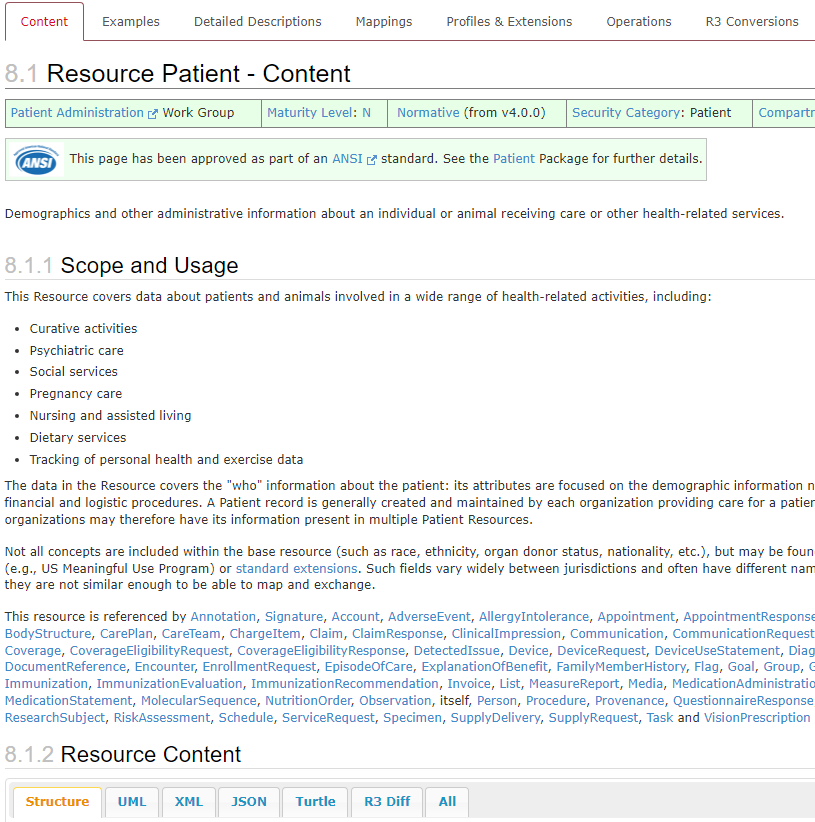 Content Examples Detailed Descriptions Mappings Profiles & Extensions Operations R3 Conversions
8.1 Resource Patient - Content
Patient Administration Work Group Maturity Level: N Normative (from v4.0.0) Security Category: Patient Compartm
ANSI This page has been approved as part of an ANSI standard. See the Patient Package for further details.
Demographics and other administrative information about an individual or animal receiving care or other health-related services.
8.1.1 Scope and Usage
This Resource covers data about patients and animals involved in a wide range of health-related activities, including:
• Curative activities
• Psychiatric care
• Social services
• Pregnancy care
• Nursing and assisted living
• Dietary services
• Tracking of personal health and exercise data
The data in the Resource covers the "who" information about the patient: its attributes are focused on the demographic information n
financial and logistic procedures. A Patient record is generally created and maintained by each organization providing care for a patien
organizations may therefore have its information present in multiple Patient Resources.
Not all concepts are included within the base resource (such as race, ethnicity, organ donor status, nationality, etc.), but may be foun
(e.g., US Meaningful Use Program) or standard extensions. Such fields vary widely between jurisdictions and often have different nam
they are not similar enough to be able to map and exchange.
This resource is referenced by Annotation, Signature, Account, AdverseEvent, AllergyIntolerance, Appointment, AppointmentResponse
BodyStructure, CarePlan, CareTeam, ChargeItem, Claim, ClaimResponse, ClinicalImpression, Communication, CommunicationRequest
Coverage, CoverageEligibilityRequest, CoverageEligibilityResponse, DetectedIssue, Device, DeviceRequest, DeviceUseStatement, Diag
DocumentReference, Encounter, EnrollmentRequest, EpisodeOfCare, ExplanationOfBenefit, FamilyMemberHistory, Flag, Goal, Group, G
Immunization, ImmunizationEvaluation, ImmunizationRecommendation, Invoice, List, MeasureReport, Media, MedicationAdministratio
MedicationStatement, MolecularSequence, NutritionOrder, Observation, itself, Person, Procedure, Provenance, QuestionnaireResponse
ResearchSubject, RiskAssessment, Schedule, ServiceRequest, Specimen, SupplyDelivery, SupplyRequest, Task and VisionPrescription
8.1.2 Resource Content
Structure UML XML JSON Turtle R3 Diff All